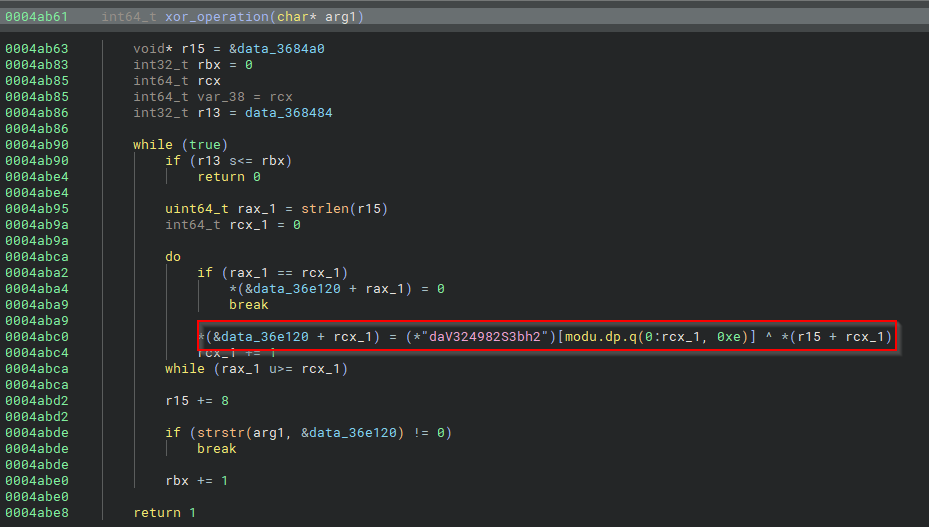 0004ab61 int64_t xor_operation(char* arg1)
0004ab63 void* r15 = &data_3684a0
0004ab83 int32_t rbx = 0
0004ab85 int64_t rcx
0004ab85 int64_t var_38 = rcx
0004ab86 int32_t r13 = data_368484
0004ab86
0004ab90 while (true)
0004ab90 if (r13 s<= rbx)
0004abe4 return 0
0004abe4
0004ab95 uint64_t rax_1 = strlen(r15)
0004ab9a int64_t rcx_1 = 0
0004ab9a
0004abca do
0004aba2 if (rax_1 == rcx_1)
0004aba4 *(&data_36e120 + rax_1) = 0
0004aba9 break
0004aba9
0004abc0 *(&data_36e120 + rcx_1) = (*"daV324982S3bh2")[modu.dp.q(0:rcx_1, 0xe)] ^ *(r15 + rcx_1)
0004abc4 rcx_1 += 1
0004abca while (rax_1 u>= rcx_1)
0004abca
0004abd2 r15 += 8
0004abd2
0004abde if (strstr(arg1, &data_36e120) != 0)
0004abde break
0004abde
0004abe0 rbx += 1
0004abe0
0004abe8 return 1